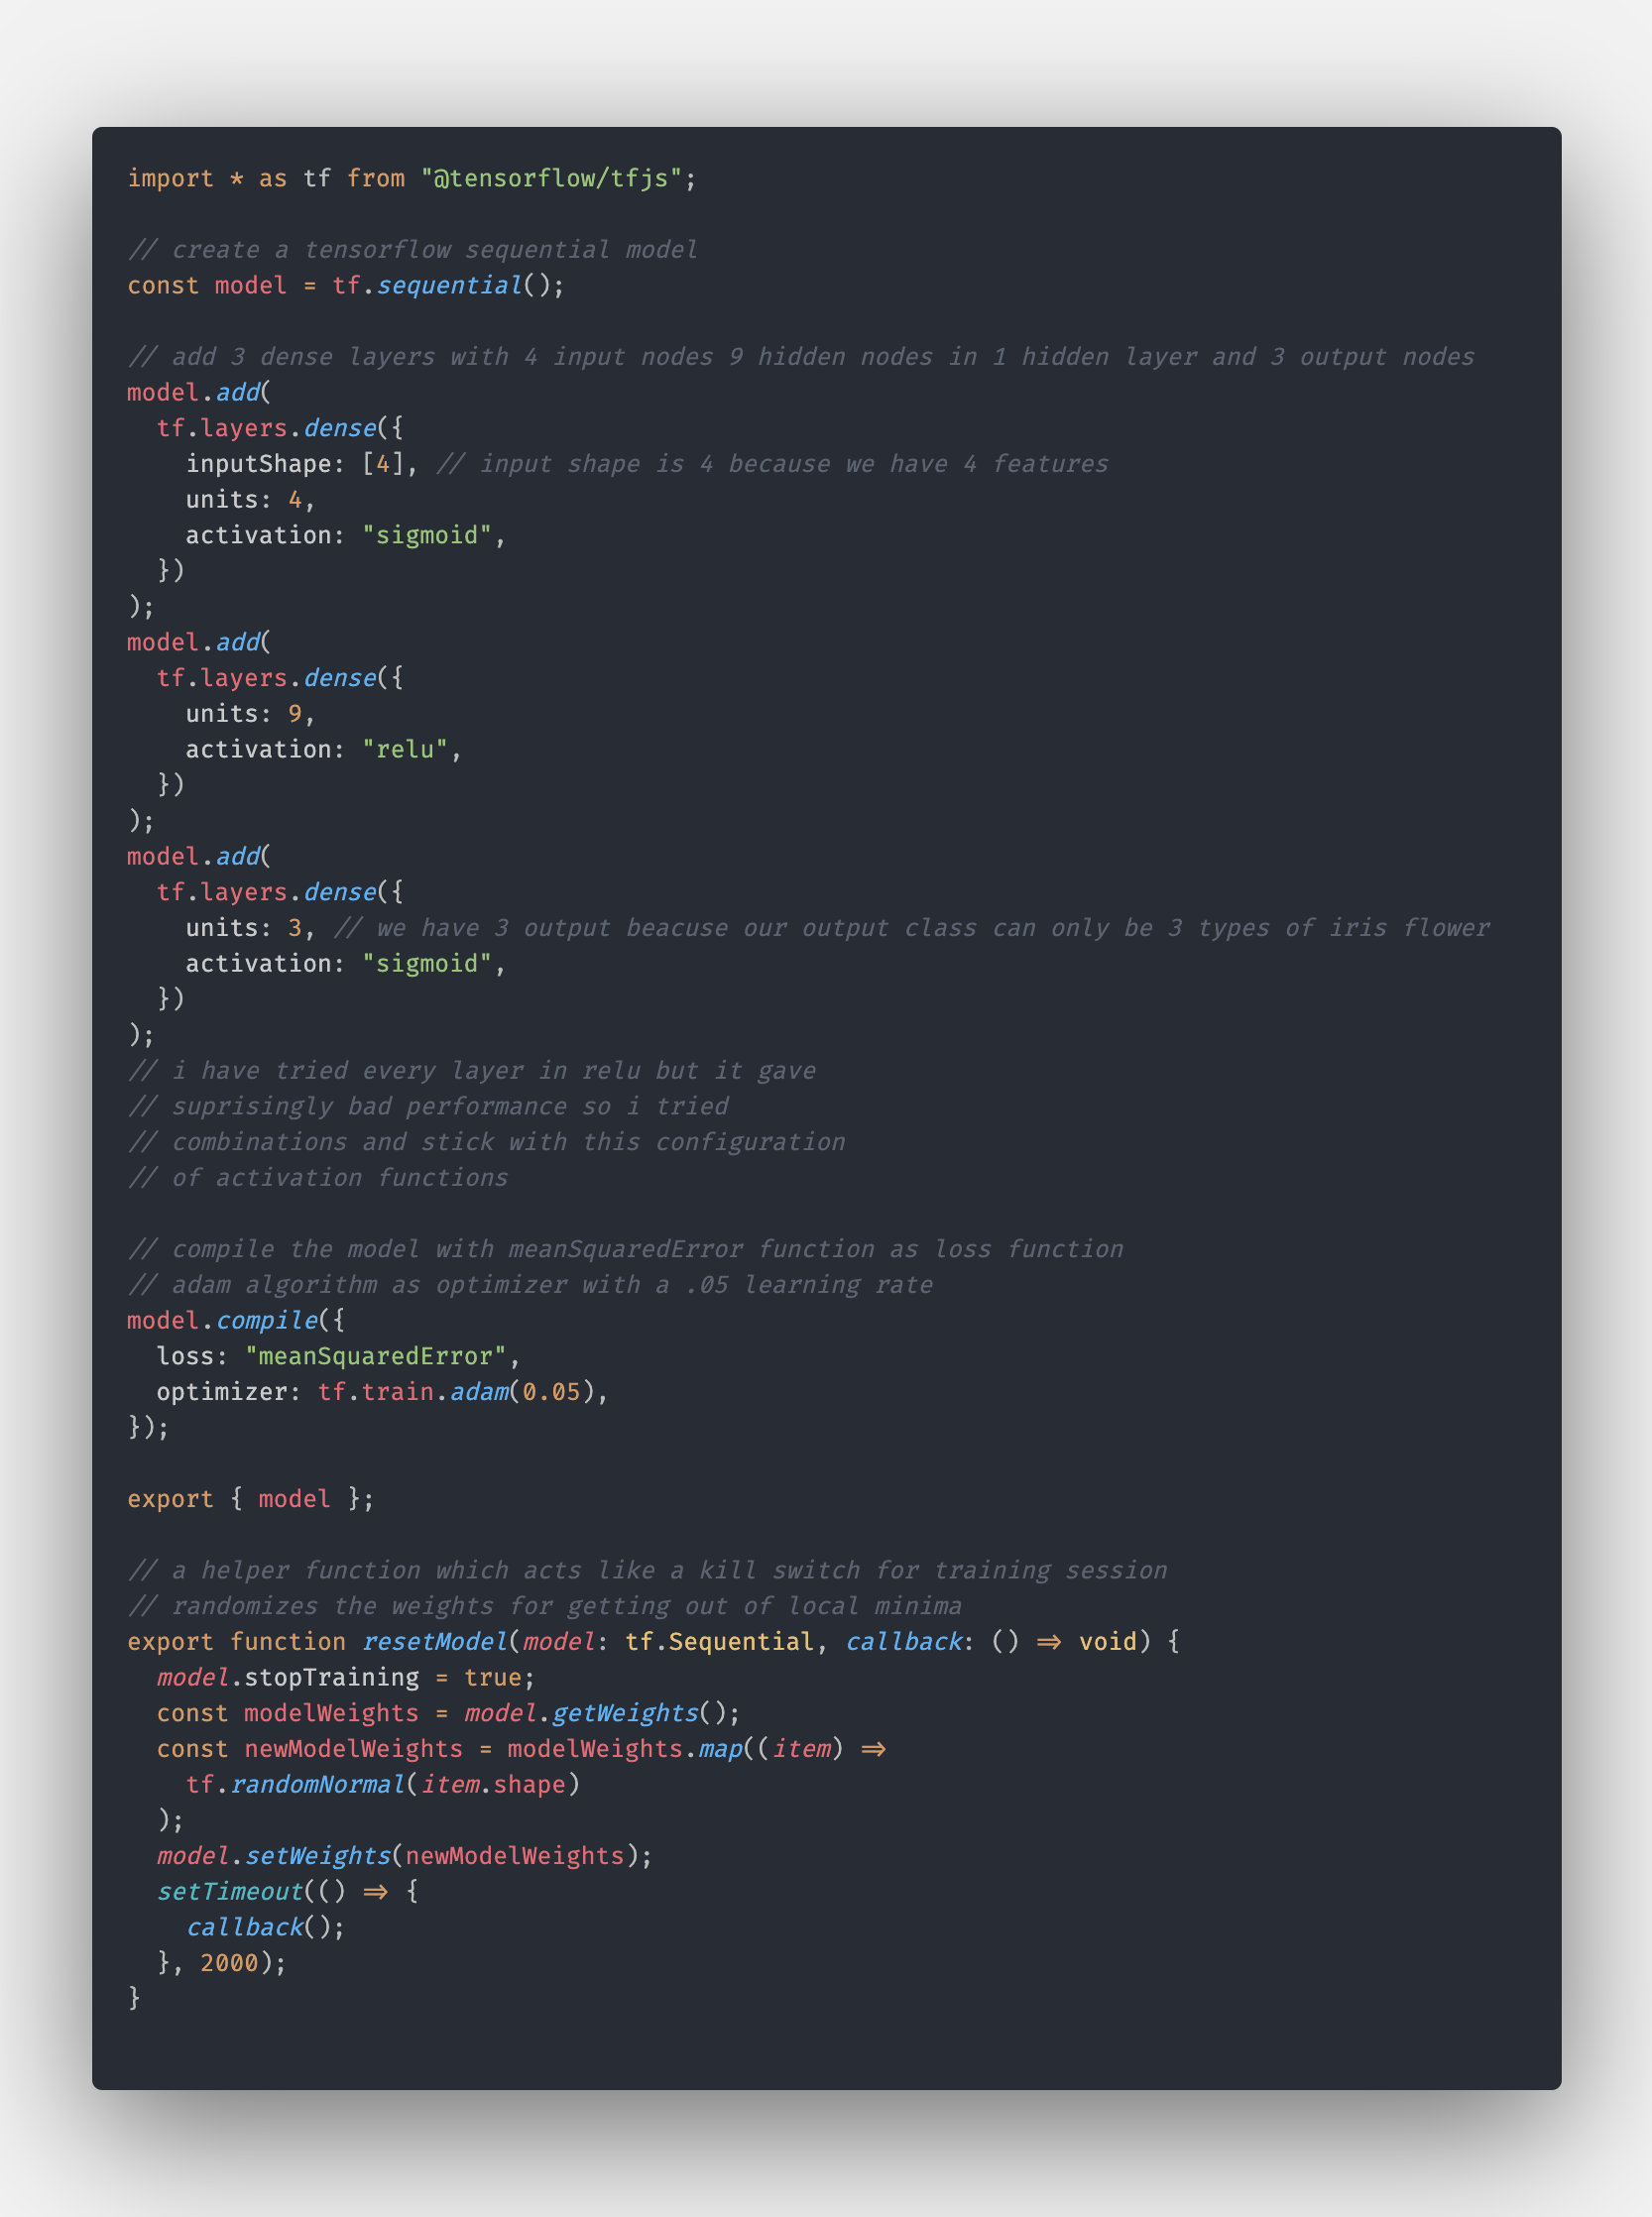 import * as tf from "@tensorflow/tfjs";

// create a tensorflow sequential model
const model = tf.sequential();

// add 3 dense layers with 4 input nodes 9 hidden nodes in 1 hidden layer and 3 output nodes
model.add(
  tf.layers.dense({
    inputShape: [4], // input shape is 4 because we have 4 features
    units: 4,
    activation: "sigmoid",
  })
);
model.add(
  tf.layers.dense({
    units: 9,
    activation: "relu",
  })
);
model.add(
  tf.layers.dense({
    units: 3, // we have 3 output beacuse our output class can only be 3 types of iris flower
    activation: "sigmoid",
  })
);
// i have tried every layer in relu but it gave
// suprisingly bad performance so i tried
// combinations and stick with this configuration
// of activation functions

// compile the model with meanSquaredError function as loss function
// adam algorithm as optimizer with a .05 learning rate
model.compile({
  loss: "meanSquaredError",
  optimizer: tf.train.adam(0.05),
});

export { model };

// a helper function which acts like a kill switch for training session
// randomizes the weights for getting out of local minima
export function resetModel(model: tf.Sequential, callback: () => void) {
  model.stopTraining = true;
  const modelWeights = model.getWeights();
  const newModelWeights = modelWeights.map((item) =>
    tf.randomNormal(item.shape)
  );
  model.setWeights(newModelWeights);
  setTimeout(() => {
    callback();
  }, 2000);
}